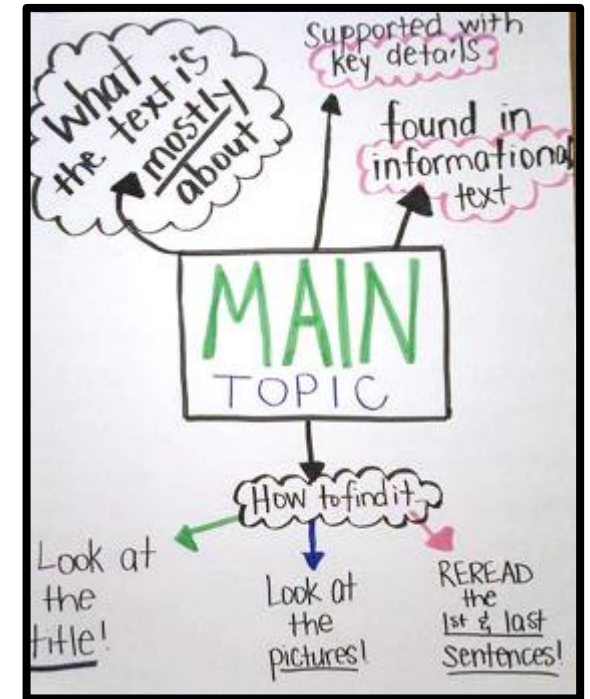 What
the text is
mostly
about
Supported with
key details
found in
informational
text
MAIN
TOPIC
How to find it
Look at
the
title!
Look at
the
pictures!
REREAD
the
1st & last
sentences!